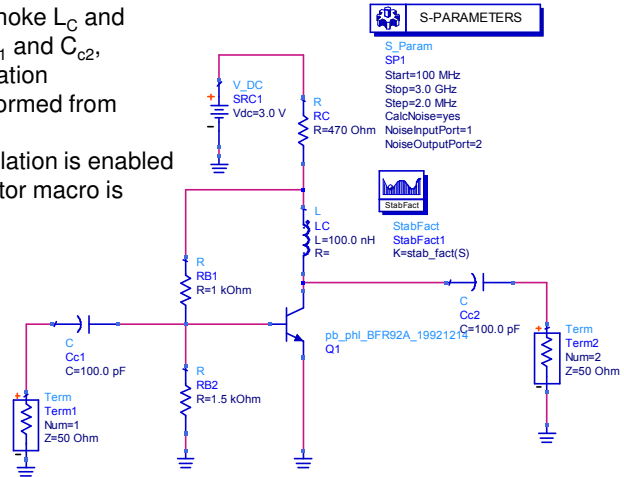 hoke L_C and
1 and C_c2,
ation
ormed from
lation is enabled
tor macro is
S-PARAMETERS
S_Param
SP1
Start=100 MHz
Stop=3.0 GHz
Step=2.0 MHz
CalcNoise=yes
NoiseInputPort=1
NoiseOutputPort=2
V_DC
SRC1
Vdc=3.0 V
+
-
R
RC
R=470 Ohm
StabFact
StabFact
StabFact1
K=stab_fact(S)
L
LC
L=100.0 nH
R=
R
RB1
R=1 kOhm
C
Cc1
C=100.0 pF
R
RB2
R=1.5 kOhm
pb_phl_BFR92A_19921214
Q1
C
Cc2
C=100.0 pF
+
Term
Term1
Num=1
Z=50 Ohm
-
+
Term
Term2
Num=2
Z=50 Ohm
-